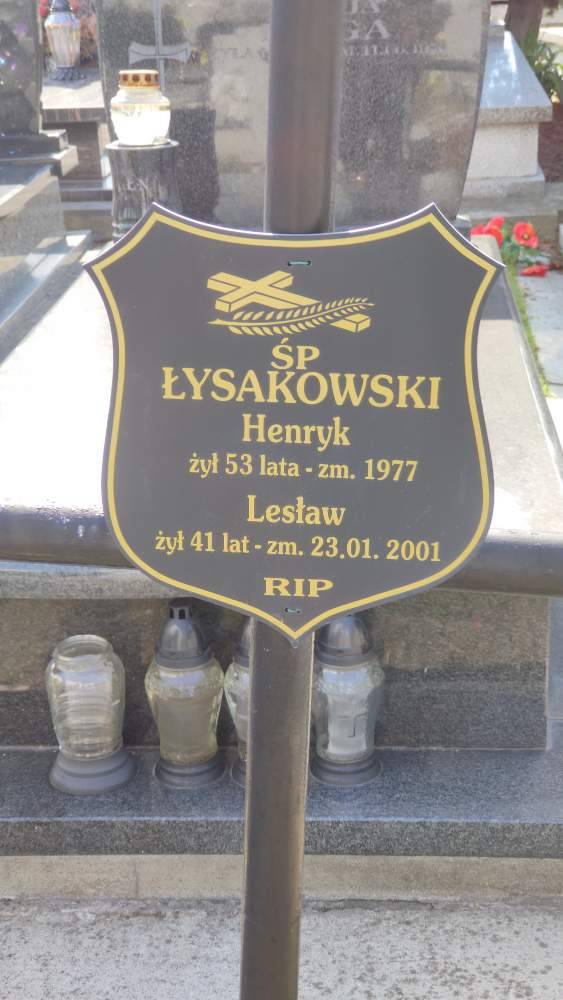 ŚP
ŁYSAKOWSKI
Henryk
żył 53 lata - zm. 1977
Lesław
żył 41 lat - zm. 23.01. 2001
RIP